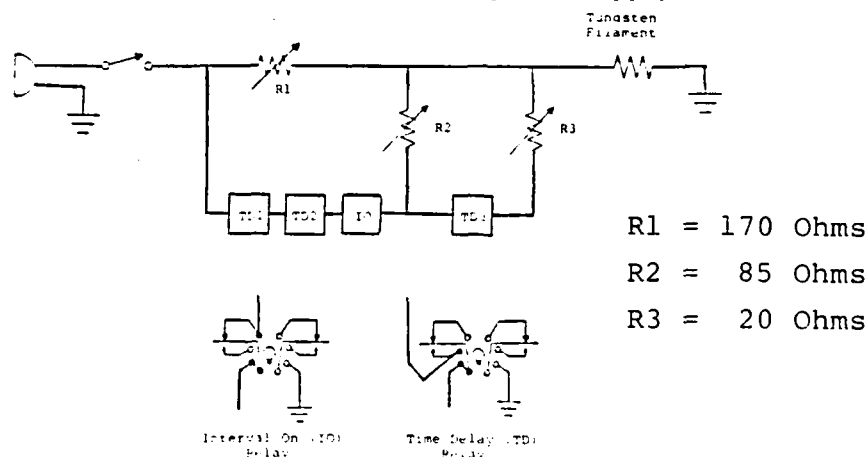 Tungsten
Filament
R1
R2
R3
TD1
TD2
IO
R1 = 170 Ohms
R2 = 85 Ohms
R3 = 20 Ohms
Interval On (IO)
Relay
Time Delay (TD)
Relay